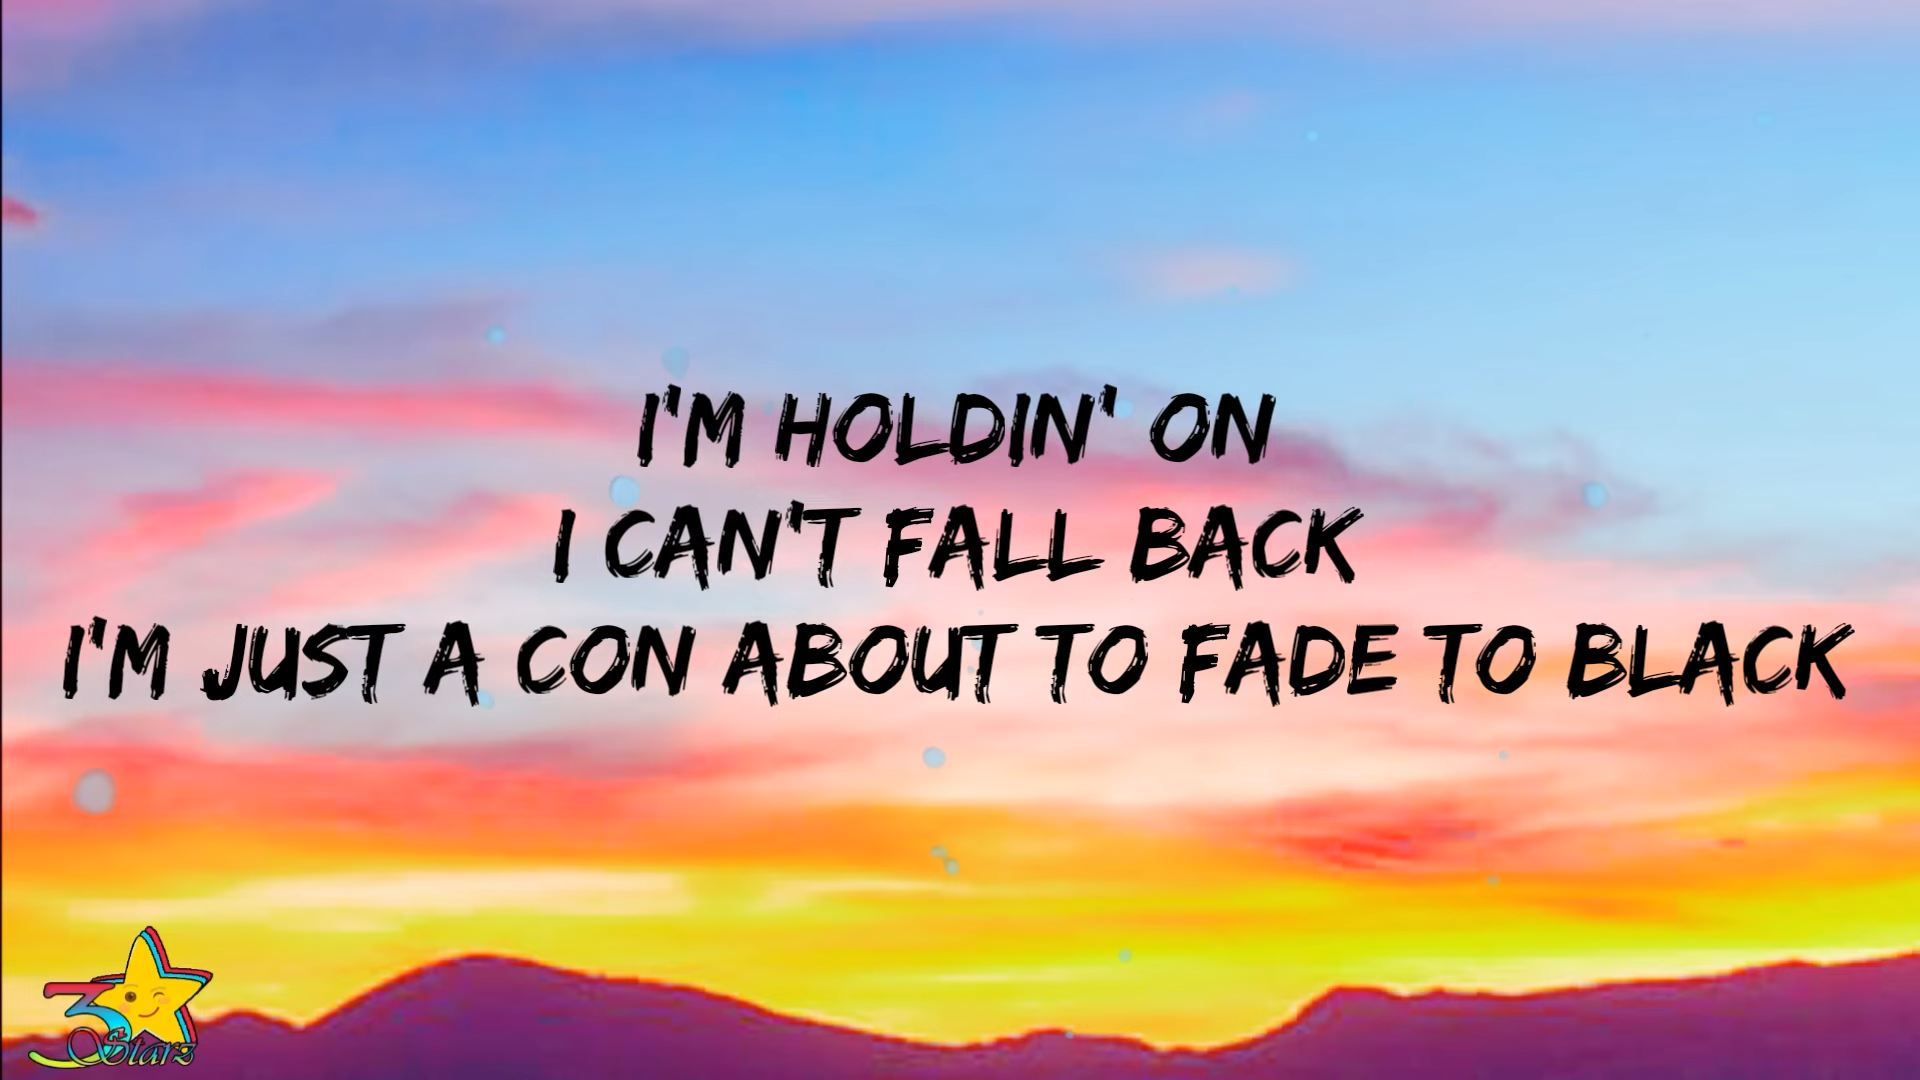 I'M HOLDIN' ON
I CAN'T FALL BACK
I'M JUST A CON ABOUT TO FADE TO BLACK
3
Starz